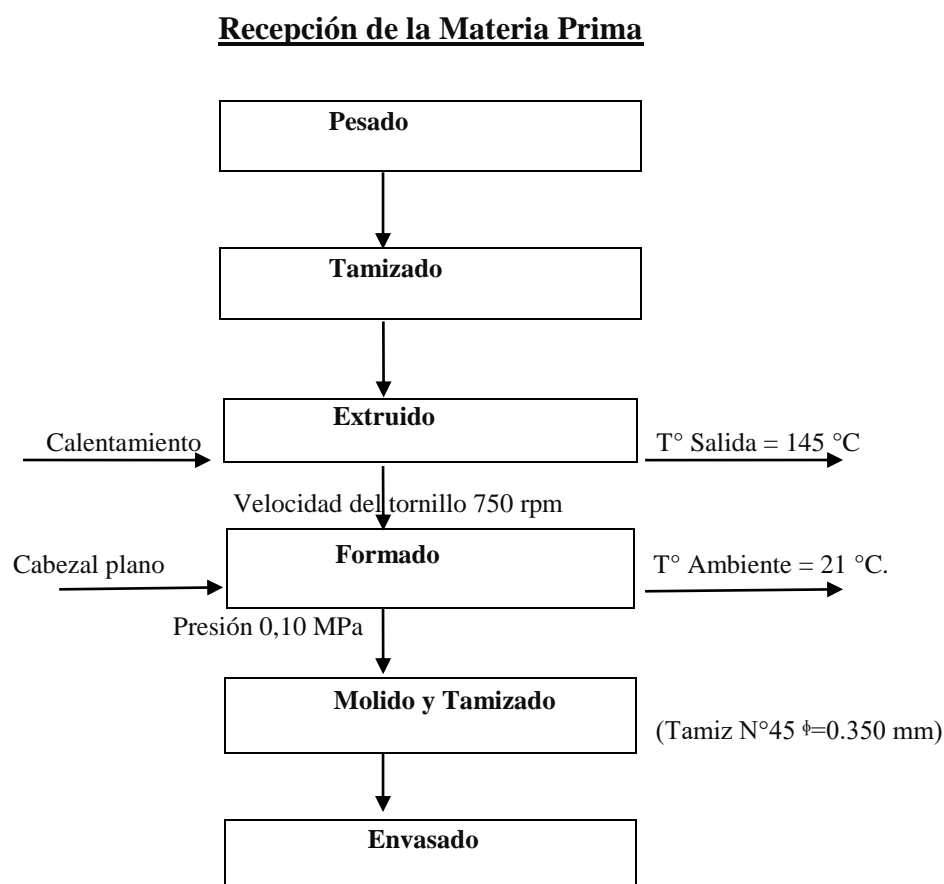 Recepción de la Materia Prima
Pesado
Tamizado
Extruido
Calentamiento
T° Salida = 145 °C
Velocidad del tornillo 750 rpm
Formado
Cabezal plano
T° Ambiente = 21 °C.
Presión 0,10 MPa
Molido y Tamizado
(Tamiz N°45 ɸ=0.350 mm)
Envasado